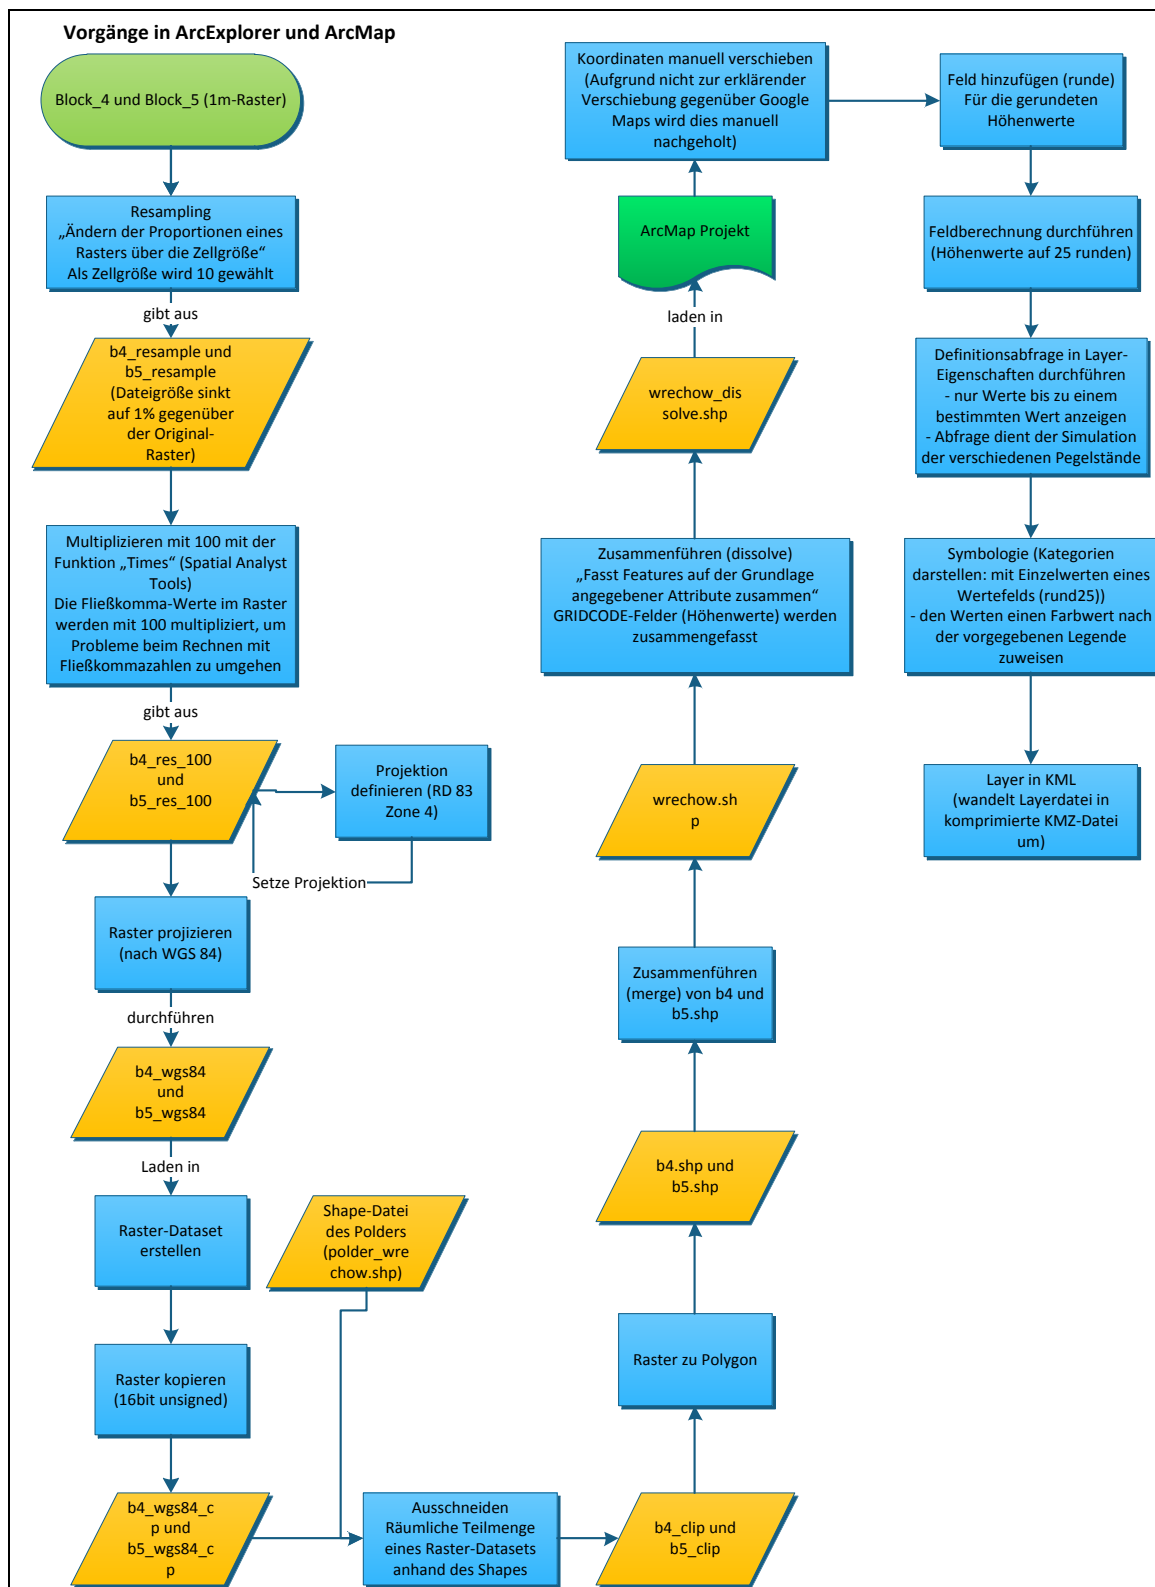 Vorgänge in ArcExplorer und ArcMap
Block_4 und Block_5 (1m-Raster)
Resampling
„Ändern der Proportionen eines
Rasters über die Zellgröße“
Als Zellgröße wird 10 gewählt
gibt aus
b4_resample und
b5_resample
(Dateigröße sinkt
auf 1% gegenüber
der Original-
Raster)
Multiplizieren mit 100 mit der
Funktion „Times“ (Spatial Analyst
Tools)
Die Fließkomma-Werte im Raster
werden mit 100 multipliziert, um
Probleme beim Rechnen mit
Fließkommazahlen zu umgehen
gibt aus
b4_res_100
und
b5_res_100
Projektion
definieren (RD 83
Zone 4)
Setze Projektion
Raster projizieren
(nach WGS 84)
durchführen
b4_wgs84
und
b5_wgs84
Laden in
Raster-Dataset
erstellen
Raster kopieren
(16bit unsigned)
b4_wgs84_c
p und
b5_wgs84_c
p
Shape-Datei
des Polders
(polder_wre
chow.shp)
Ausschneiden
Räumliche Teilmenge
eines Raster-Datasets
anhand des Shapes
b4_clip und
b5_clip
Raster zu Polygon
b4.shp und
b5.shp
Zusammenführen
(merge) von b4 und
b5.shp
wrechow.sh
p
Zusammenführen (dissolve)
„Fasst Features auf der Grundlage
angegebener Attribute zusammen“
GRIDCODE-Felder (Höhenwerte) werden
zusammengefasst
wrechow_dis
solve.shp
laden in
ArcMap Projekt
Koordinaten manuell verschieben
(Aufgrund nicht zur erklärender
Verschiebung gegenüber Google
Maps wird dies manuell
nachgeholt)
Feld hinzufügen (runde)
Für die gerundeten
Höhenwerte
Feldberechnung durchführen
(Höhenwerte auf 25 runden)
Definitionsabfrage in Layer-
Eigenschaften durchführen
- nur Werte bis zu einem
bestimmten Wert anzeigen
- Abfrage dient der Simulation
der verschiedenen Pegelstände
Symbologie (Kategorien
darstellen: mit Einzelwerten eines
Wertefelds (rund25))
- den Werten einen Farbwert nach
der vorgegebenen Legende
zuweisen
Layer in KML
(wandelt Layerdatei in
komprimierte KMZ-Datei
um)